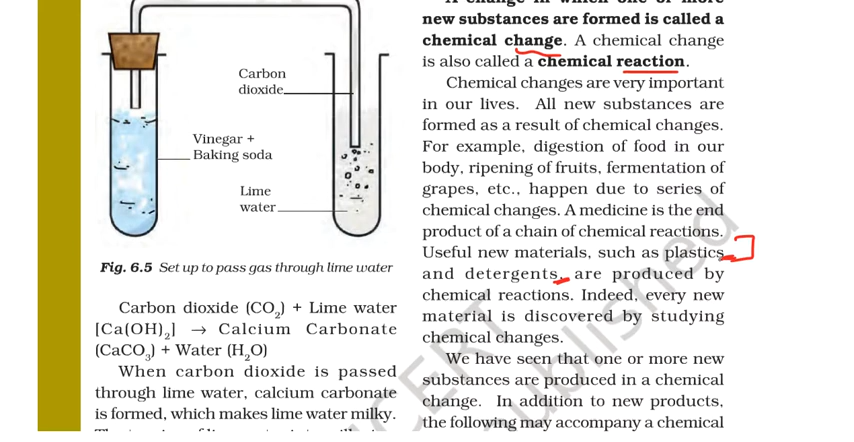 Carbon
dioxide
Vinegar +
Baking soda
Lime
water
Fig. 6.5 Set up to pass gas through lime water
Carbon dioxide (CO₂) + Lime water
[Ca(OH)₂] → Calcium Carbonate
(CaCO₃) + Water (H₂O)
When carbon dioxide is passed
through lime water, calcium carbonate
is formed, which makes lime water milky.
new substances are formed is called a
chemical change. A chemical change
is also called a chemical reaction.
Chemical changes are very important
in our lives. All new substances are
formed as a result of chemical changes.
For example, digestion of food in our
body, ripening of fruits, fermentation of
grapes, etc., happen due to series of
chemical changes. A medicine is the end
product of a chain of chemical reactions.
Useful new materials, such as plastics
and detergents, are produced by
chemical reactions. Indeed, every new
material is discovered by studying
chemical changes.
We have seen that one or more new
substances are produced in a chemical
change. In addition to new products,
the following may accompany a chemical